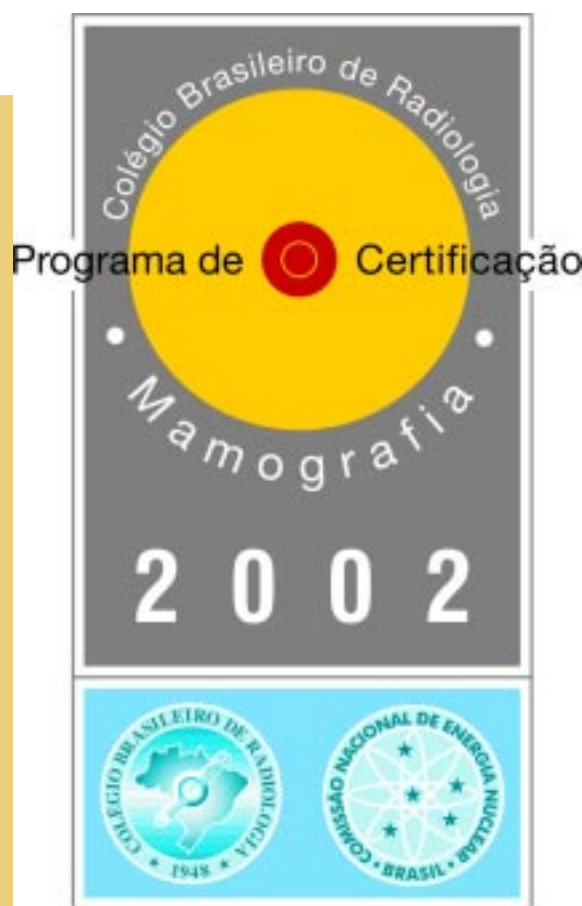 Colégio Brasileiro de Radiologia
Programa de Certificação
• Mamografia •
2002
COLÉGIO BRASILEIRO DE RADIOLOGIA
★ 1948 ★
COMISSÃO NACIONAL DE ENERGIA NUCLEAR
• BRASIL •